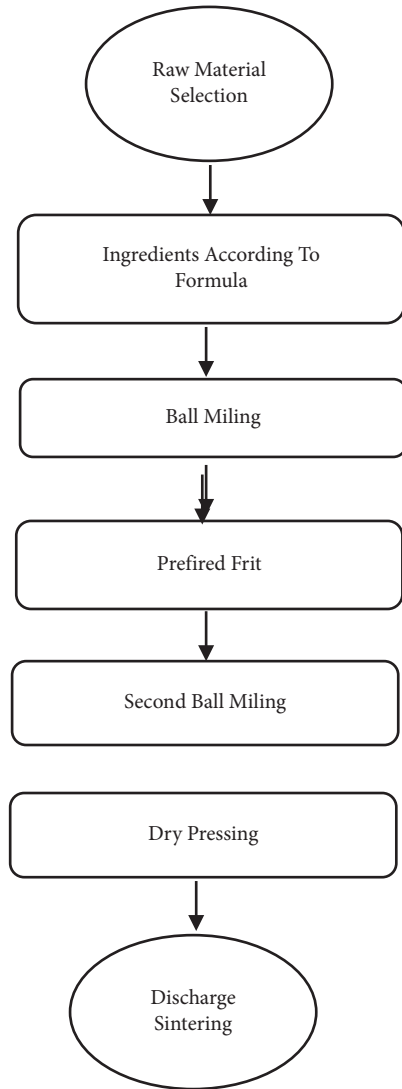 Raw Material
Selection
Ingredients According To
Formula
Ball Miling
Prefired Frit
Second Ball Miling
Dry Pressing
Discharge
Sintering